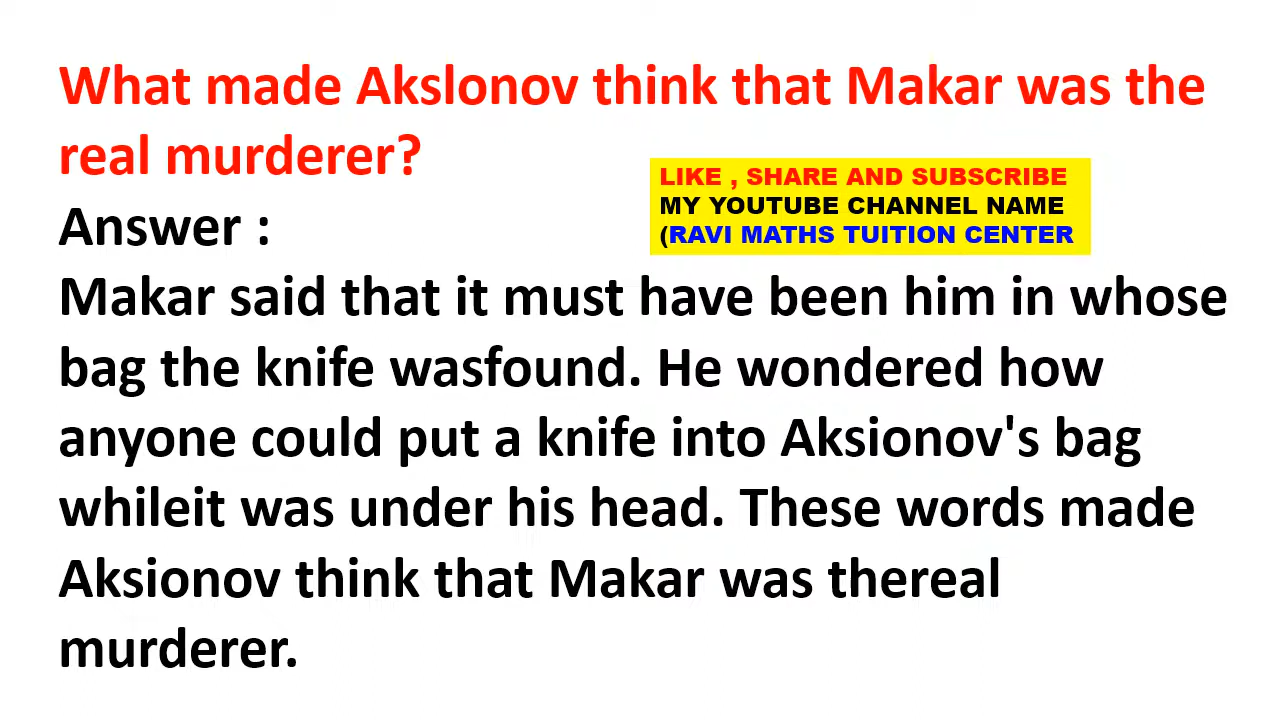 What made Akslonov think that Makar was the
real murderer?
LIKE , SHARE AND SUBSCRIBE
MY YOUTUBE CHANNEL NAME
(RAVI MATHS TUITION CENTER
Answer :
Makar said that it must have been him in whose
bag the knife wasfound. He wondered how
anyone could put a knife into Aksionov's bag
whileit was under his head. These words made
Aksionov think that Makar was thereal
murderer.